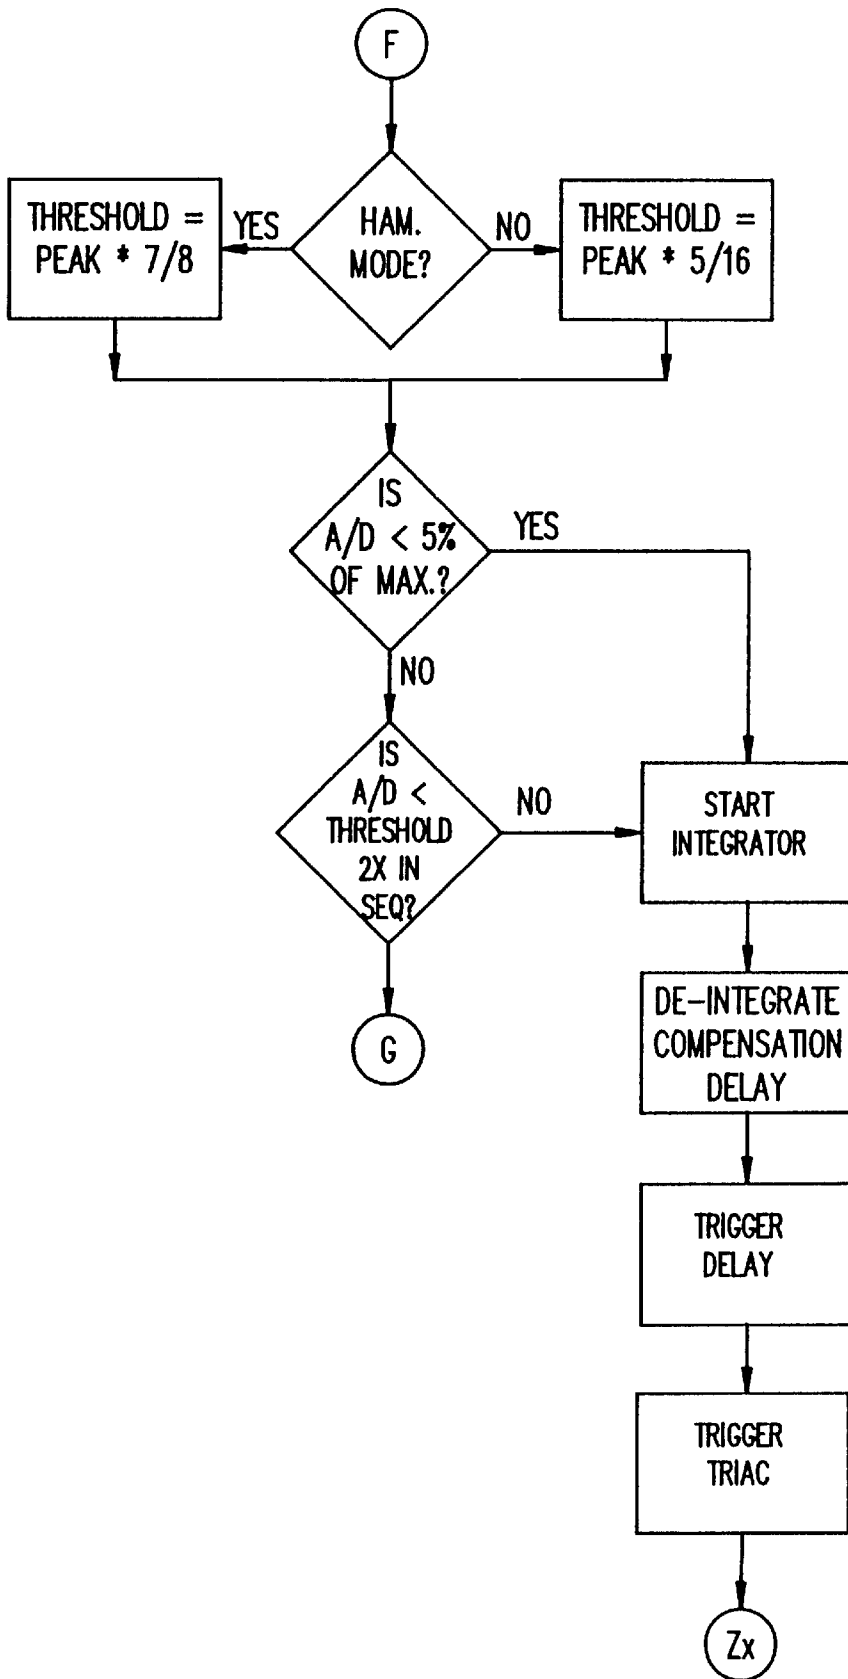 F
THRESHOLD =
PEAK * 7/8
YES
HAM.
MODE?
NO
THRESHOLD =
PEAK * 5/16
IS
A/D < 5%
OF MAX.?
YES
NO
IS
A/D <
THRESHOLD
2X IN
SEQ?
NO
START
INTEGRATOR
G
DE-INTEGRATE
COMPENSATION
DELAY
TRIGGER
DELAY
TRIGGER
TRIAC
Zx